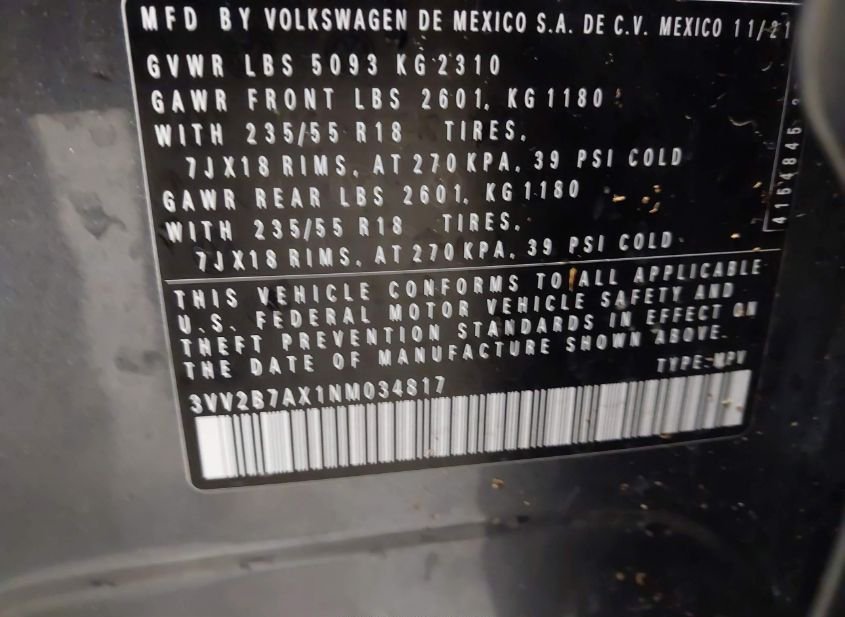 MFD BY VOLKSWAGEN DE MEXICO S.A. DE C.V. MEXICO 11/21
GVWR LBS 5093 KG 2310
GAWR FRONT LBS 2601, KG 1180
WITH 235/55 R18 TIRES,
7JX18 RIMS, AT 270 KPA, 39 PSI COLD
GAWR REAR LBS 2601, KG 1180
WITH 235/55 R18 TIRES,
7JX18 RIMS, AT 270 KPA, 39 PSI COLD
THIS VEHICLE CONFORMS TO ALL APPLICABLE
U.S. FEDERAL MOTOR VEHICLE SAFETY AND
THEFT PREVENTION STANDARDS IN EFFECT ON
THE DATE OF MANUFACTURE SHOWN ABOVE.
TYPE:MPV
3VV2B7AX1NM034817
4154845